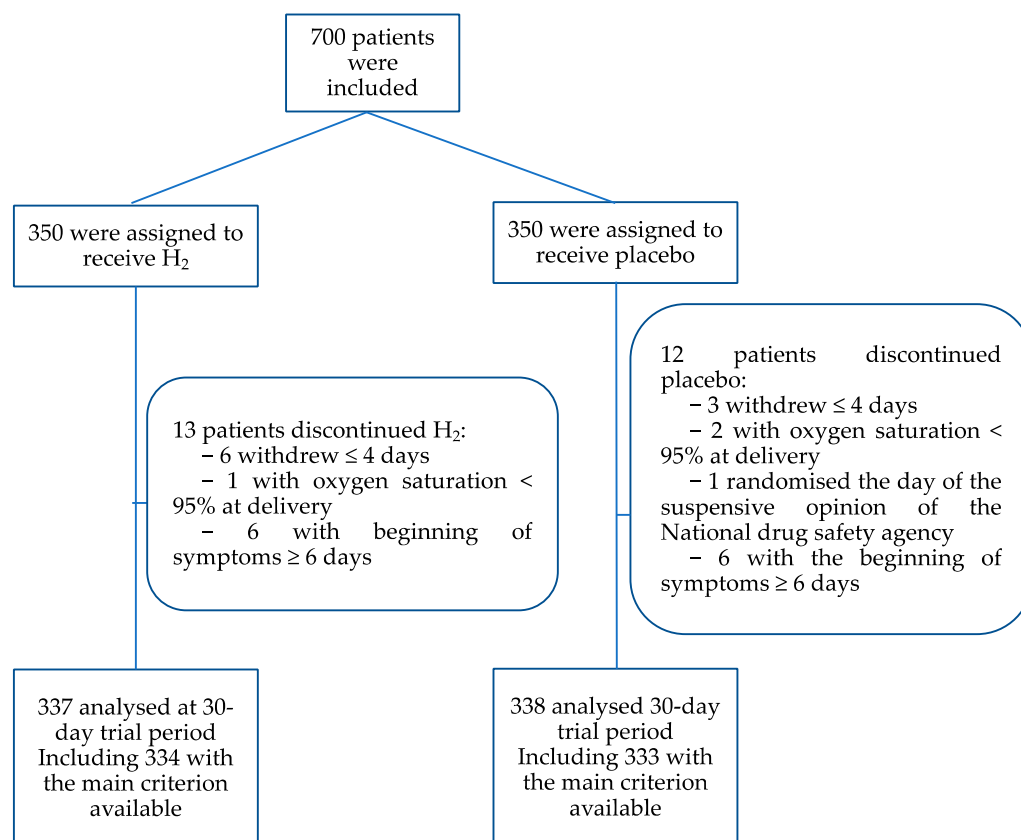 700 patients
were
included
350 were assigned to
receive H₂
350 were assigned to
receive placebo
13 patients discontinued H₂:
– 6 withdrew ≤ 4 days
– 1 with oxygen saturation <
95% at delivery
– 6 with beginning of
symptoms ≥ 6 days
12 patients discontinued
placebo:
– 3 withdrew ≤ 4 days
– 2 with oxygen saturation <
95% at delivery
– 1 randomised the day of the
suspensive opinion of the
National drug safety agency
– 6 with the beginning of
symptoms ≥ 6 days
337 analysed at 30-
day trial period
Including 334 with
the main criterion
available
338 analysed 30-day
trial period
Including 333 with
the main criterion
available